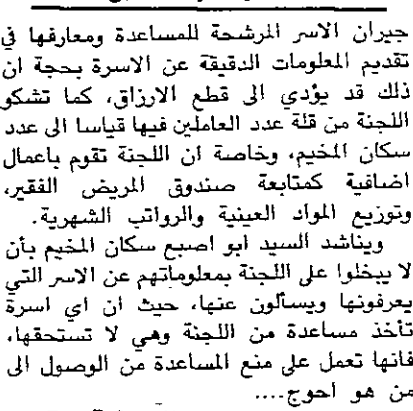 جيران الاسر المرشحة للمساعدة ومعارفها في
تقديم المعلومات الدقيقة عن الاسرة بحجة ان
ذلك قد يؤدي الى قطع الارزاق، كما تشكو
اللجنة من قلة عدد العاملين فيها قياسا الى عدد
سكان المخيم، وخاصة ان اللجنة تقوم باعمال
اضافية كمتابعة صندوق المريض الفقير،
وتوزيع المواد العينية والرواتب الشهرية.
ويناشد السيد ابو اصبع سكان المخيم بأن
لا يبخلوا على اللجنة بمعلوماتهم عن الاسر التي
يعرفونها ويسألون عنها، حيث ان اي اسرة
تأخذ مساعدة من اللجنة وهي لا تستحقها،
فانها تعمل على منع المساعدة من الوصول الى
من هو احوج....